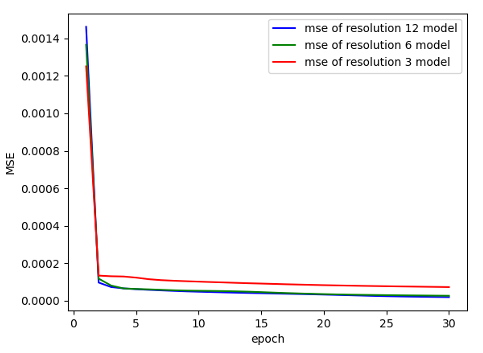 mse of resolution 12 model
mse of resolution 6 model
mse of resolution 3 model
0.0014
0.0012
0.0010
0.0008
0.0006
0.0004
0.0002
0.0000
MSE
0 5 10 15 20 25 30
epoch